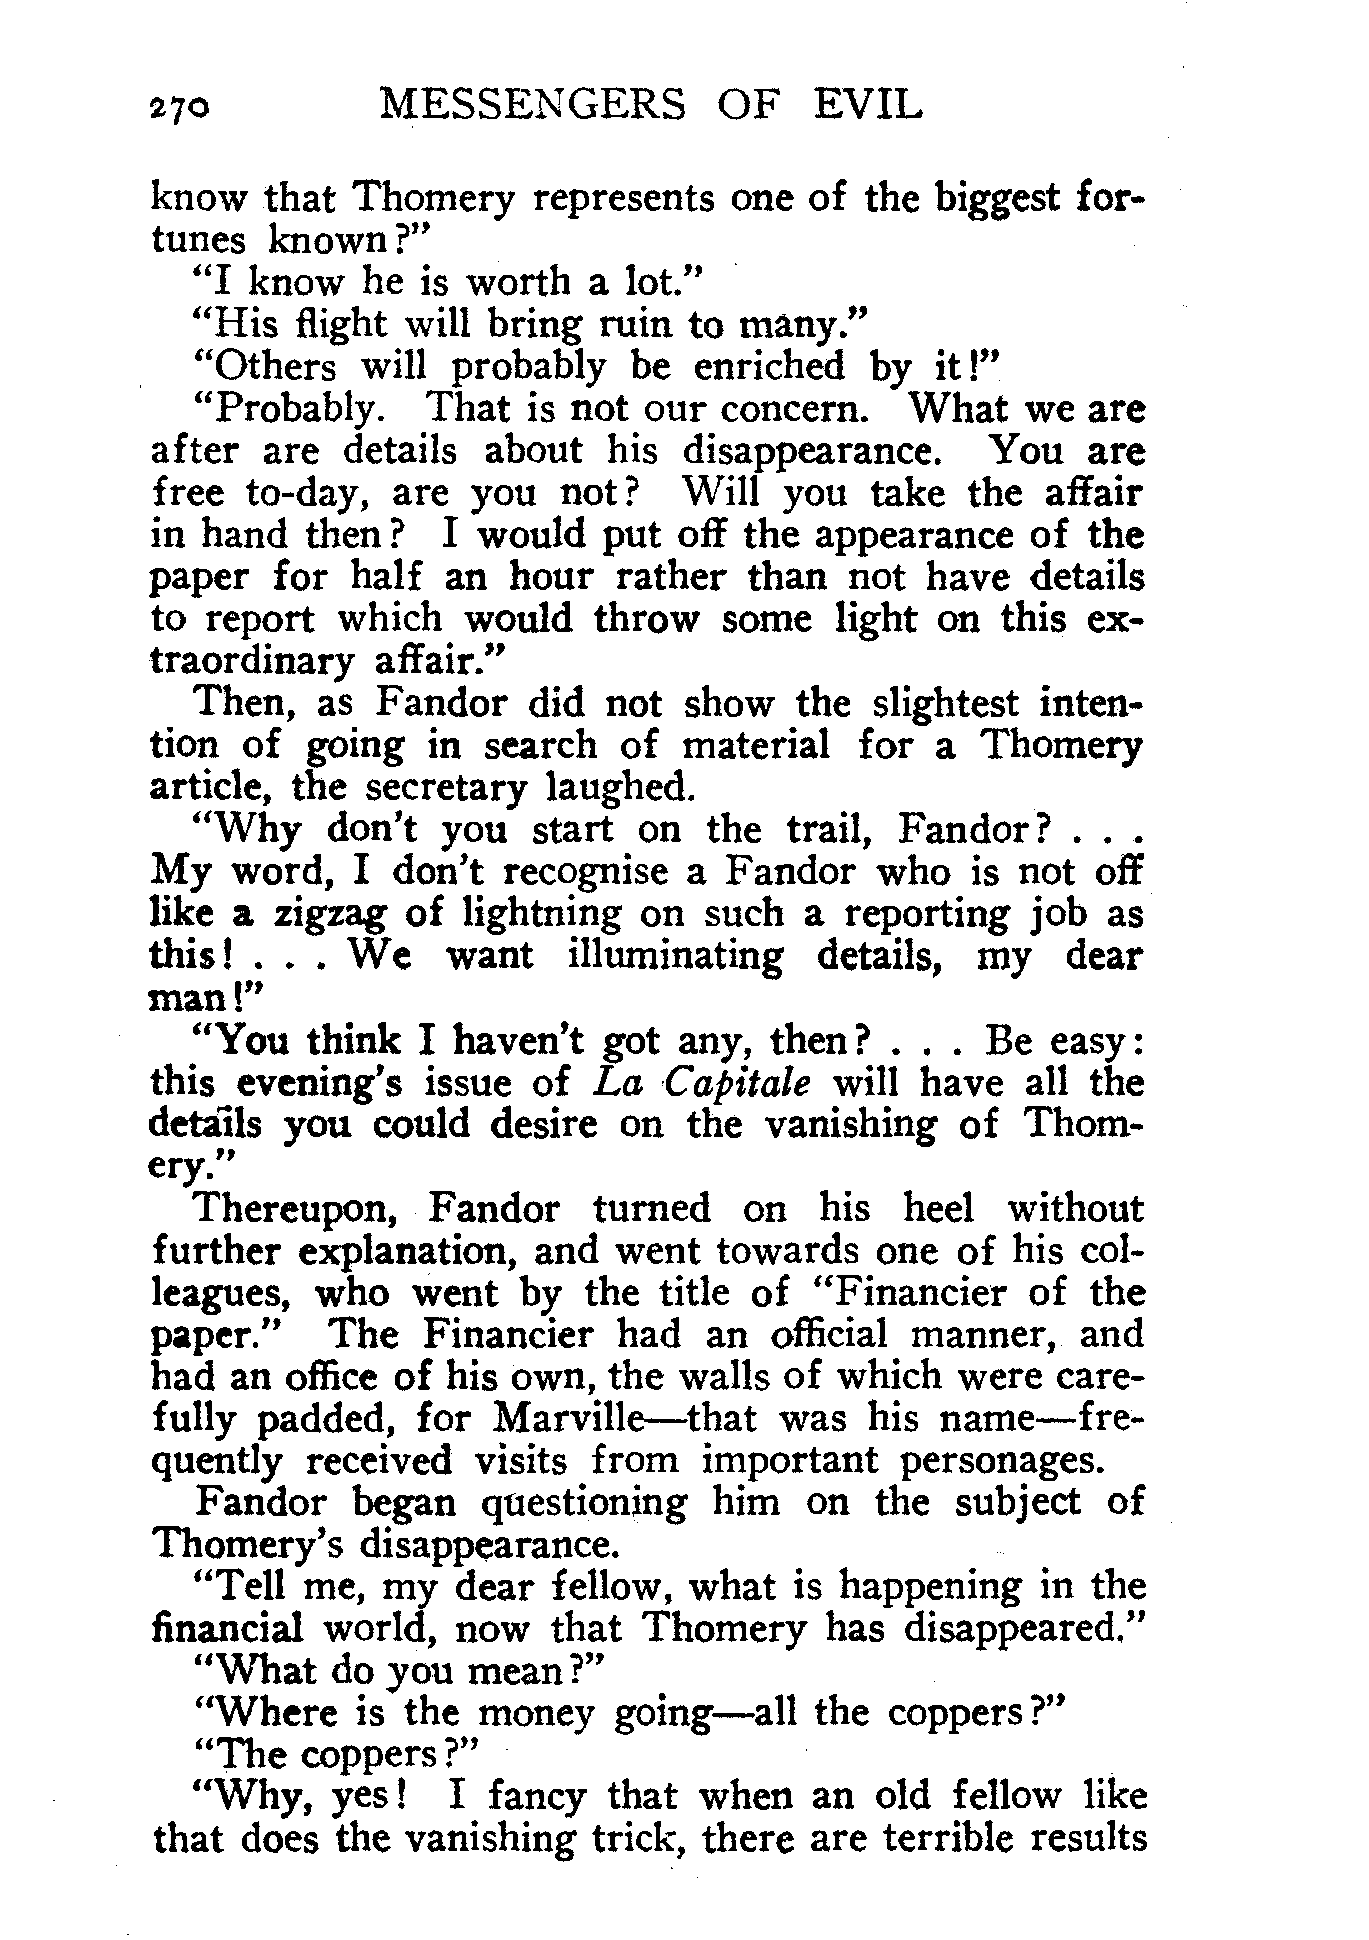 270 MESSENGERS OF EVIL
know that Thomery represents one of the biggest for-
tunes known?"
"I know he is worth a lot."
"His flight will bring ruin to many."
"Others will probably be enriched by it!"
"Probably. That is not our concern. What we are
after are details about his disappearance. You are
free to-day, are you not? Will you take the affair
in hand then? I would put off the appearance of the
paper for half an hour rather than not have details
to report which would throw some light on this ex-
traordinary affair."
Then, as Fandor did not show the slightest inten-
tion of going in search of material for a Thomery
article, the secretary laughed.
"Why don't you start on the trail, Fandor? . . .
My word, I don't recognise a Fandor who is not off
like a zigzag of lightning on such a reporting job as
this! . . . We want illuminating details, my dear
man!"
"You think I haven't got any, then? . . . Be easy:
this evening's issue of La Capitale will have all the
details you could desire on the vanishing of Thom-
ery."
Thereupon, Fandor turned on his heel without
further explanation, and went towards one of his col-
leagues, who went by the title of "Financier of the
paper." The Financier had an official manner, and
had an office of his own, the walls of which were care-
fully padded, for Marville—that was his name—fre-
quently received visits from important personages.
Fandor began questioning him on the subject of
Thomery's disappearance.
"Tell me, my dear fellow, what is happening in the
financial world, now that Thomery has disappeared."
"What do you mean?"
"Where is the money going—all the coppers?"
"The coppers?"
"Why, yes! I fancy that when an old fellow like
that does the vanishing trick, there are terrible results